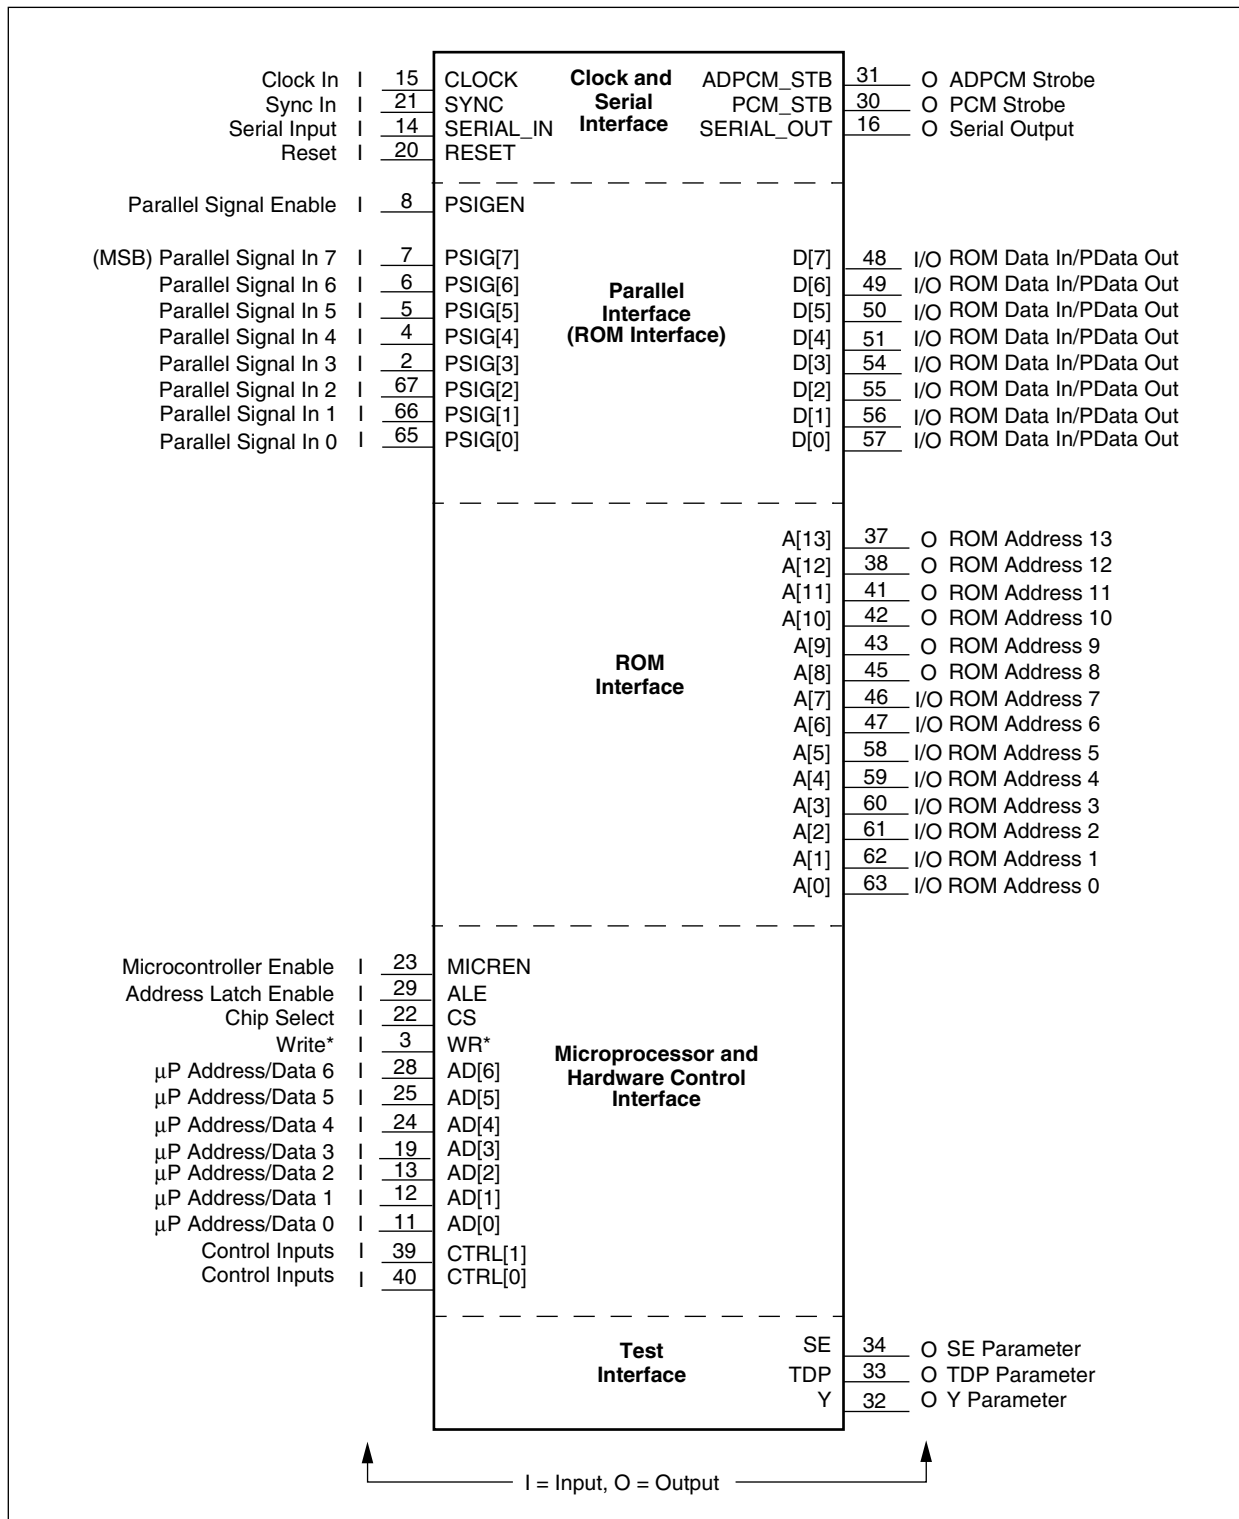 Clock In I 15 CLOCK Clock and ADPCM_STB 31 O ADPCM Strobe
Sync In I 21 SYNC Serial PCM_STB 30 O PCM Strobe
Serial Input I 14 SERIAL_IN Interface SERIAL_OUT 16 O Serial Output
Reset I 20 RESET
Parallel Signal Enable I 8 PSIGEN
(MSB) Parallel Signal In 7 I 7 PSIG[7] D[7] 48 I/O ROM Data In/PData Out
Parallel Signal In 6 I 6 PSIG[6] Parallel D[6] 49 I/O ROM Data In/PData Out
Parallel Signal In 5 I 5 PSIG[5] Interface D[5] 50 I/O ROM Data In/PData Out
Parallel Signal In 4 I 4 PSIG[4] (ROM Interface) D[4] 51 I/O ROM Data In/PData Out
Parallel Signal In 3 I 2 PSIG[3] D[3] 54 I/O ROM Data In/PData Out
Parallel Signal In 2 I 67 PSIG[2] D[2] 55 I/O ROM Data In/PData Out
Parallel Signal In 1 I 66 PSIG[1] D[1] 56 I/O ROM Data In/PData Out
Parallel Signal In 0 I 65 PSIG[0] D[0] 57 I/O ROM Data In/PData Out
A[13] 37 O ROM Address 13
A[12] 38 O ROM Address 12
A[11] 41 O ROM Address 11
A[10] 42 O ROM Address 10
A[9] 43 O ROM Address 9
ROM A[8] 45 O ROM Address 8
Interface A[7] 46 I/O ROM Address 7
A[6] 47 I/O ROM Address 6
A[5] 58 I/O ROM Address 5
A[4] 59 I/O ROM Address 4
A[3] 60 I/O ROM Address 3
A[2] 61 I/O ROM Address 2
A[1] 62 I/O ROM Address 1
A[0] 63 I/O ROM Address 0
Microcontroller Enable I 23 MICREN
Address Latch Enable I 29 ALE
Chip Select I 22 CS
Write* I 3 WR* Microprocessor and
µP Address/Data 6 I 28 AD[6] Hardware Control
µP Address/Data 5 I 25 AD[5] Interface
µP Address/Data 4 I 24 AD[4]
µP Address/Data 3 I 19 AD[3]
µP Address/Data 2 I 13 AD[2]
µP Address/Data 1 I 12 AD[1]
µP Address/Data 0 I 11 AD[0]
Control Inputs I 39 CTRL[1]
Control Inputs I 40 CTRL[0]
Test SE 34 O SE Parameter
Interface TDP 33 O TDP Parameter
Y 32 O Y Parameter
I = Input, O = Output